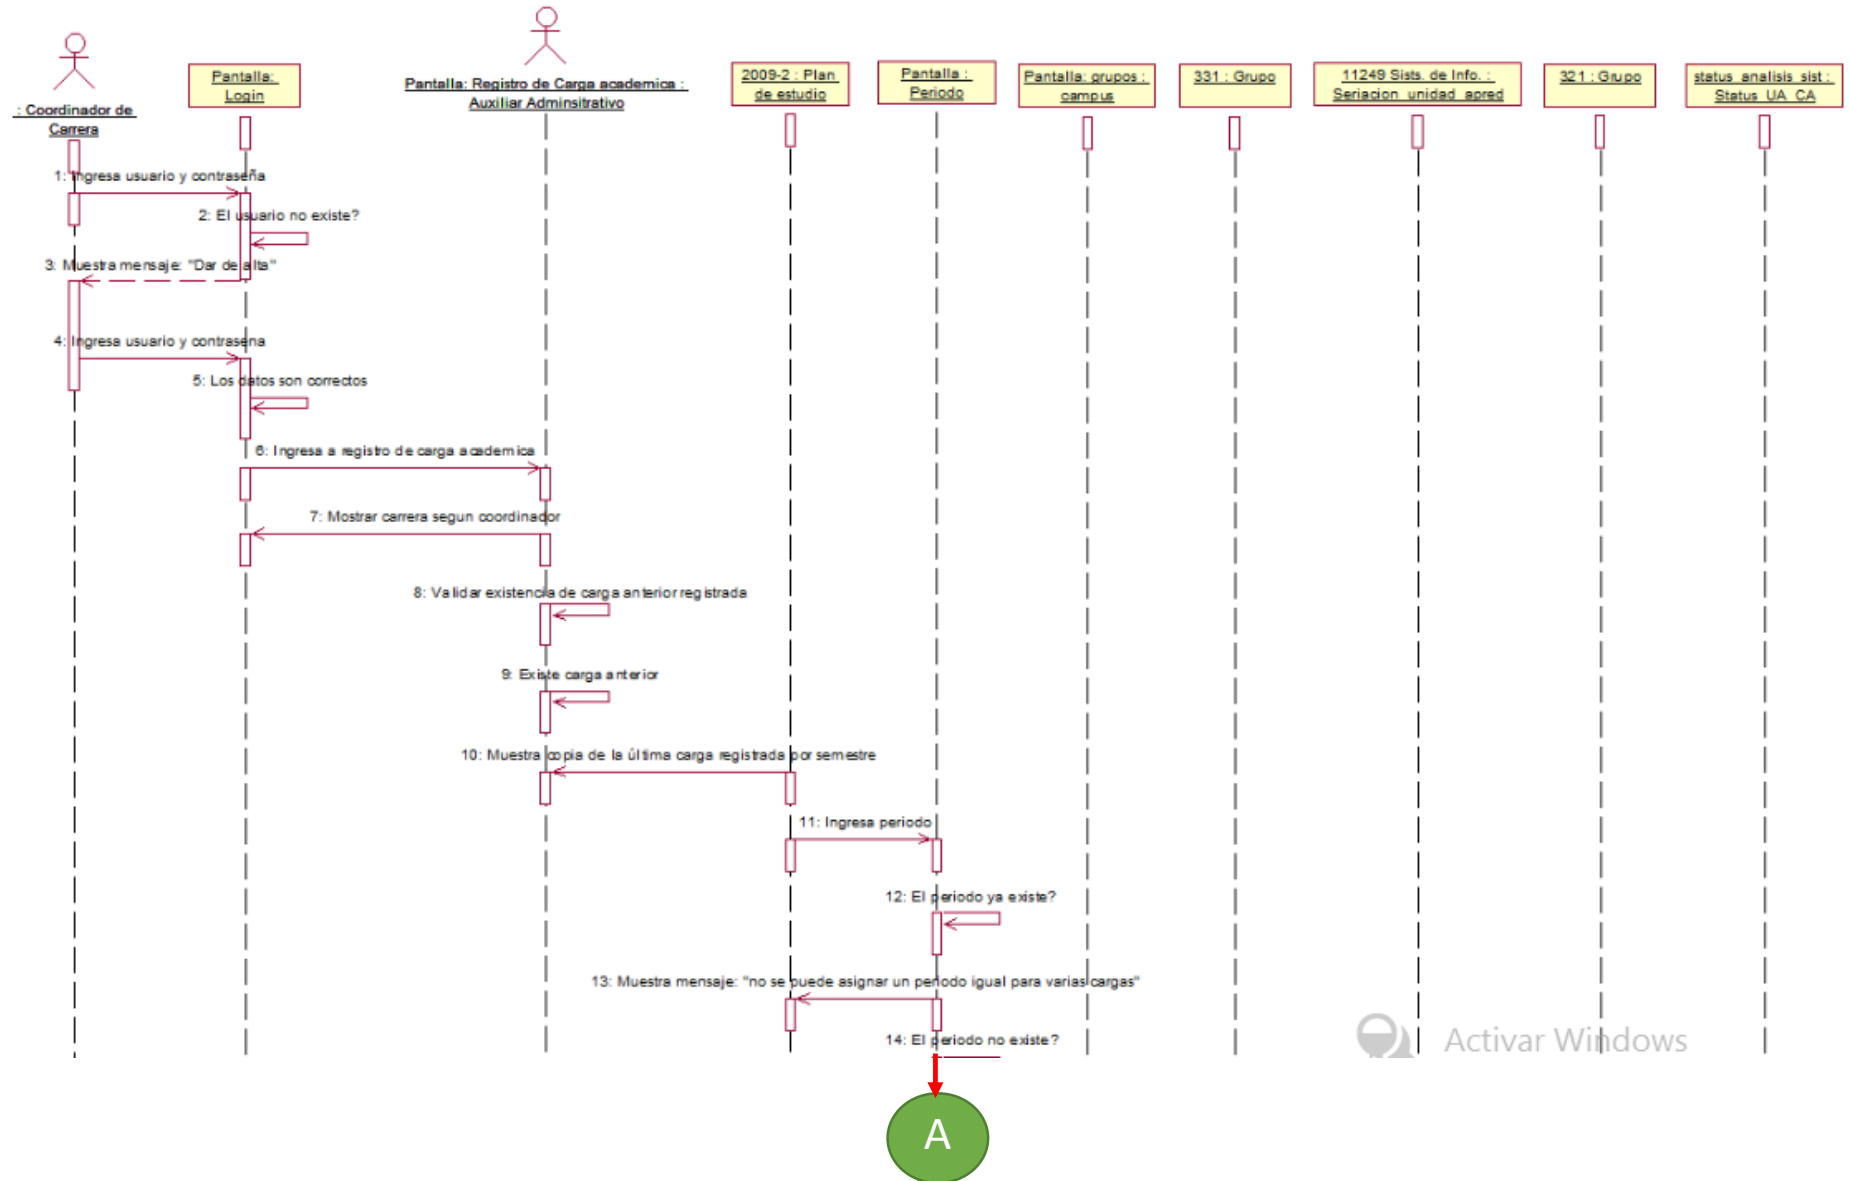 : Coordinador de
Carrera
Pantalla:
Login
Pantalla: Registro de Carga academica :
Auxiliar Adminsitrativo
2009-2 : Plan
de estudio
Pantalla :
Periodo
Pantalla: grupos :
campus
331 : Grupo
11249 Sists. de Info. :
Seriacion_unidad_apred
321 : Grupo
status_analisis_sist :
Status_UA_CA
1: Ingresa usuario y contraseña
2: El usuario no existe?
3: Muestra mensaje: "Dar de alta"
4: Ingresa usuario y contrasena
5: Los datos son correctos
6: Ingresa a registro de carga academica
7: Mostrar carrera segun coordinador
8: Validar existencia de carga anterior registrada
9: Existe carga anterior
10: Muestra copia de la última carga registrada por semestre
11: Ingresa periodo
12: El periodo ya existe?
13: Muestra mensaje: "no se puede asignar un periodo igual para varias cargas"
14: El periodo no existe?
Activar Windows
A